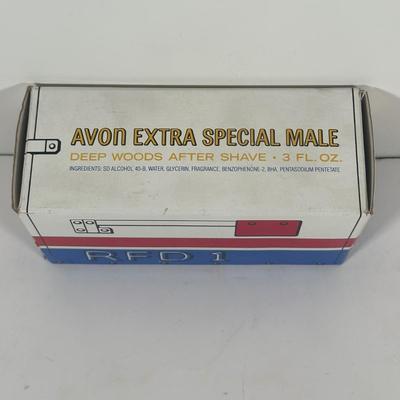 AVON EXTRA SPECIAL MALE
DEEP WOODS AFTER SHAVE • 3 FL. OZ.
INGREDIENTS: SD ALCOHOL 40-B, WATER, GLYCERIN, FRAGRANCE, BENZOPHENONE-2, BHA, PENTASODIUM PENTETATE
RFD 1